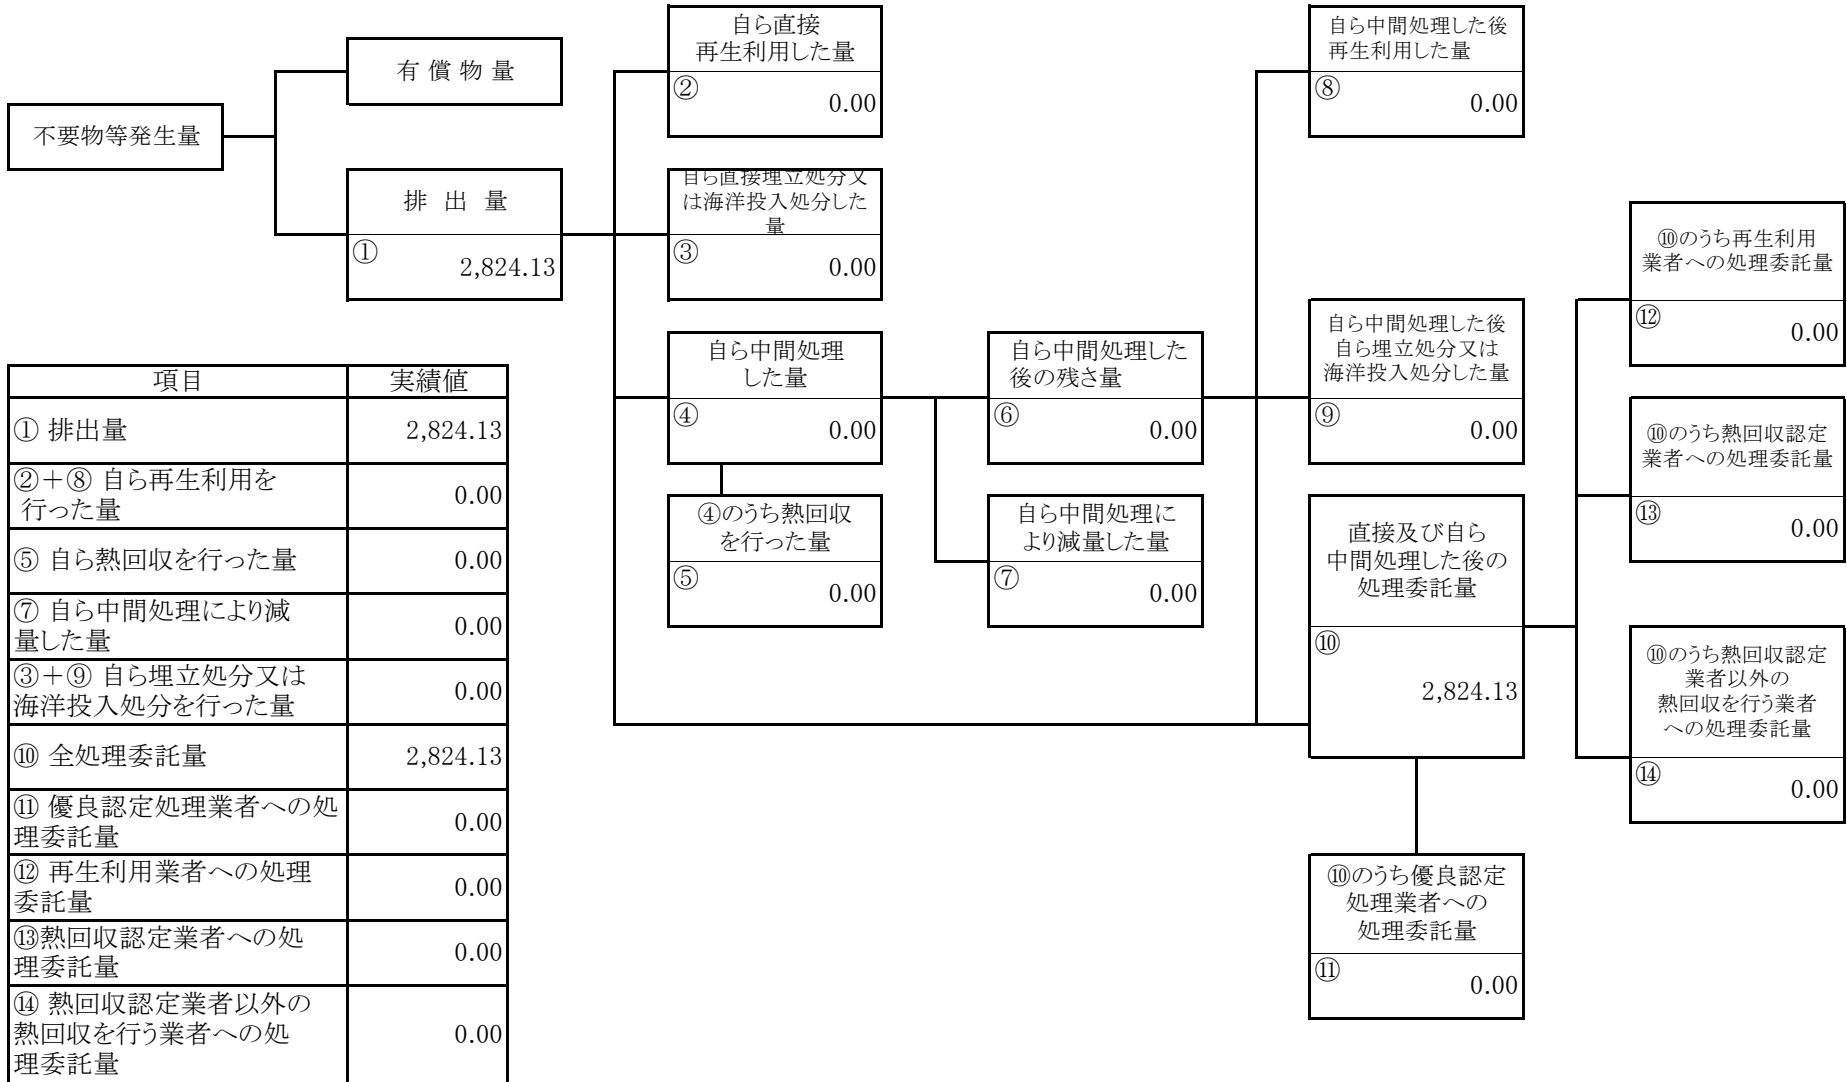 不要物等発生量
有 償 物 量
排 出 量
①
2,824.13
自ら直接
再生利用した量
②
0.00
自ら直接埋立処分又
は海洋投入処分した
量
③
0.00
自ら中間処理
した量
④
0.00
④のうち熱回収
を行った量
⑤
0.00
自ら中間処理した
後の残さ量
⑥
0.00
自ら中間処理に
より減量した量
⑦
0.00
自ら中間処理した後
再生利用した量
⑧
0.00
自ら中間処理した後
自ら埋立処分又は
海洋投入処分した量
⑨
0.00
直接及び自ら
中間処理した後の
処理委託量
⑩
2,824.13
⑩のうち優良認定
処理業者への
処理委託量
⑪
0.00
⑩のうち再生利用
業者への処理委託量
⑫
0.00
⑩のうち熱回収認定
業者への処理委託量
⑬
0.00
⑩のうち熱回収認定
業者以外の
熱回収を行う業者
への処理委託量
⑭
0.00
項目 実績値
① 排出量 2,824.13
②＋⑧ 自ら再生利用を
行った量 0.00
⑤ 自ら熱回収を行った量 0.00
⑦ 自ら中間処理により減
量した量 0.00
③＋⑨ 自ら埋立処分又は
海洋投入処分を行った量 0.00
⑩ 全処理委託量 2,824.13
⑪ 優良認定処理業者への処
理委託量 0.00
⑫ 再生利用業者への処理
委託量 0.00
⑬熱回収認定業者への処
理委託量 0.00
⑭ 熱回収認定業者以外の
熱回収を行う業者への処
理委託量 0.00